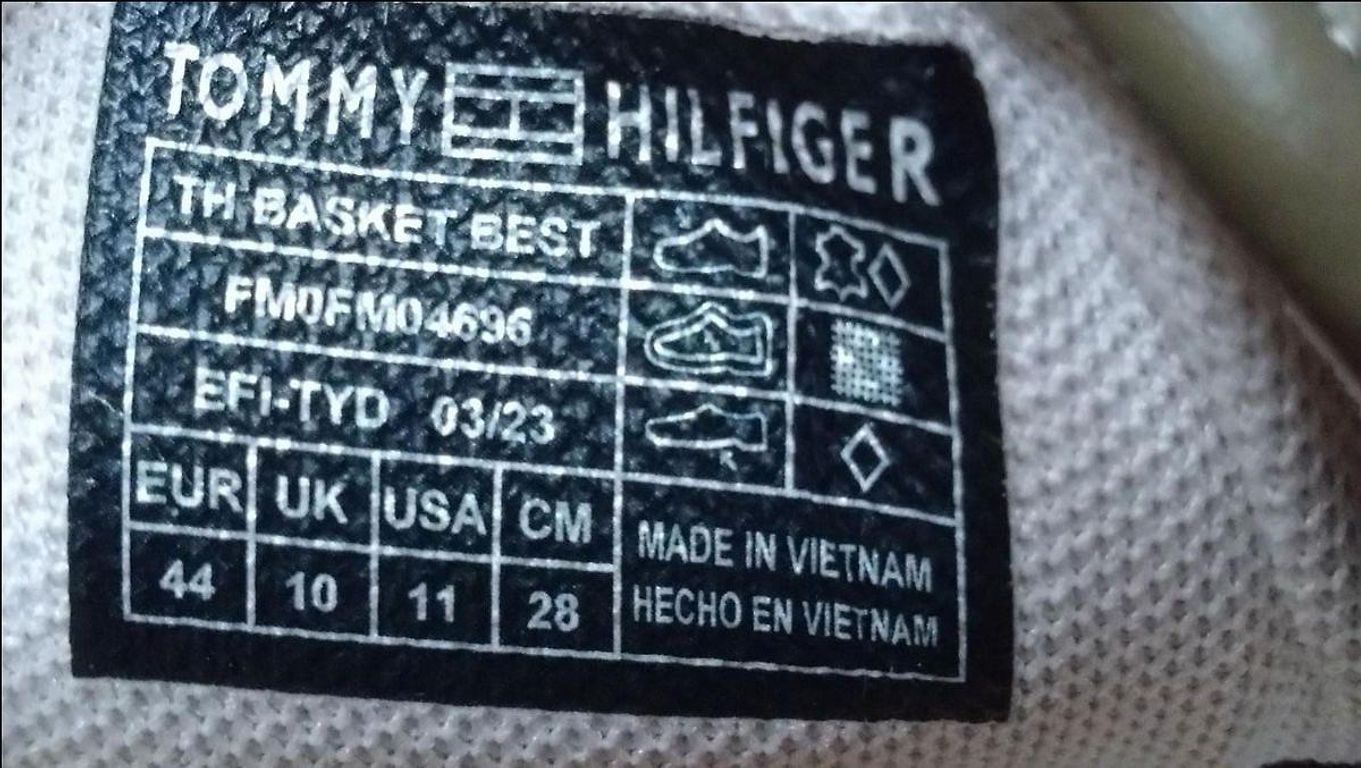 TOMMY HILFIGER
TH BASKET BEST
FM0FM04696
EFI-TYD 03/23
EUR UK USA CM
44 10 11 28
MADE IN VIETNAM
HECHO EN VIETNAM